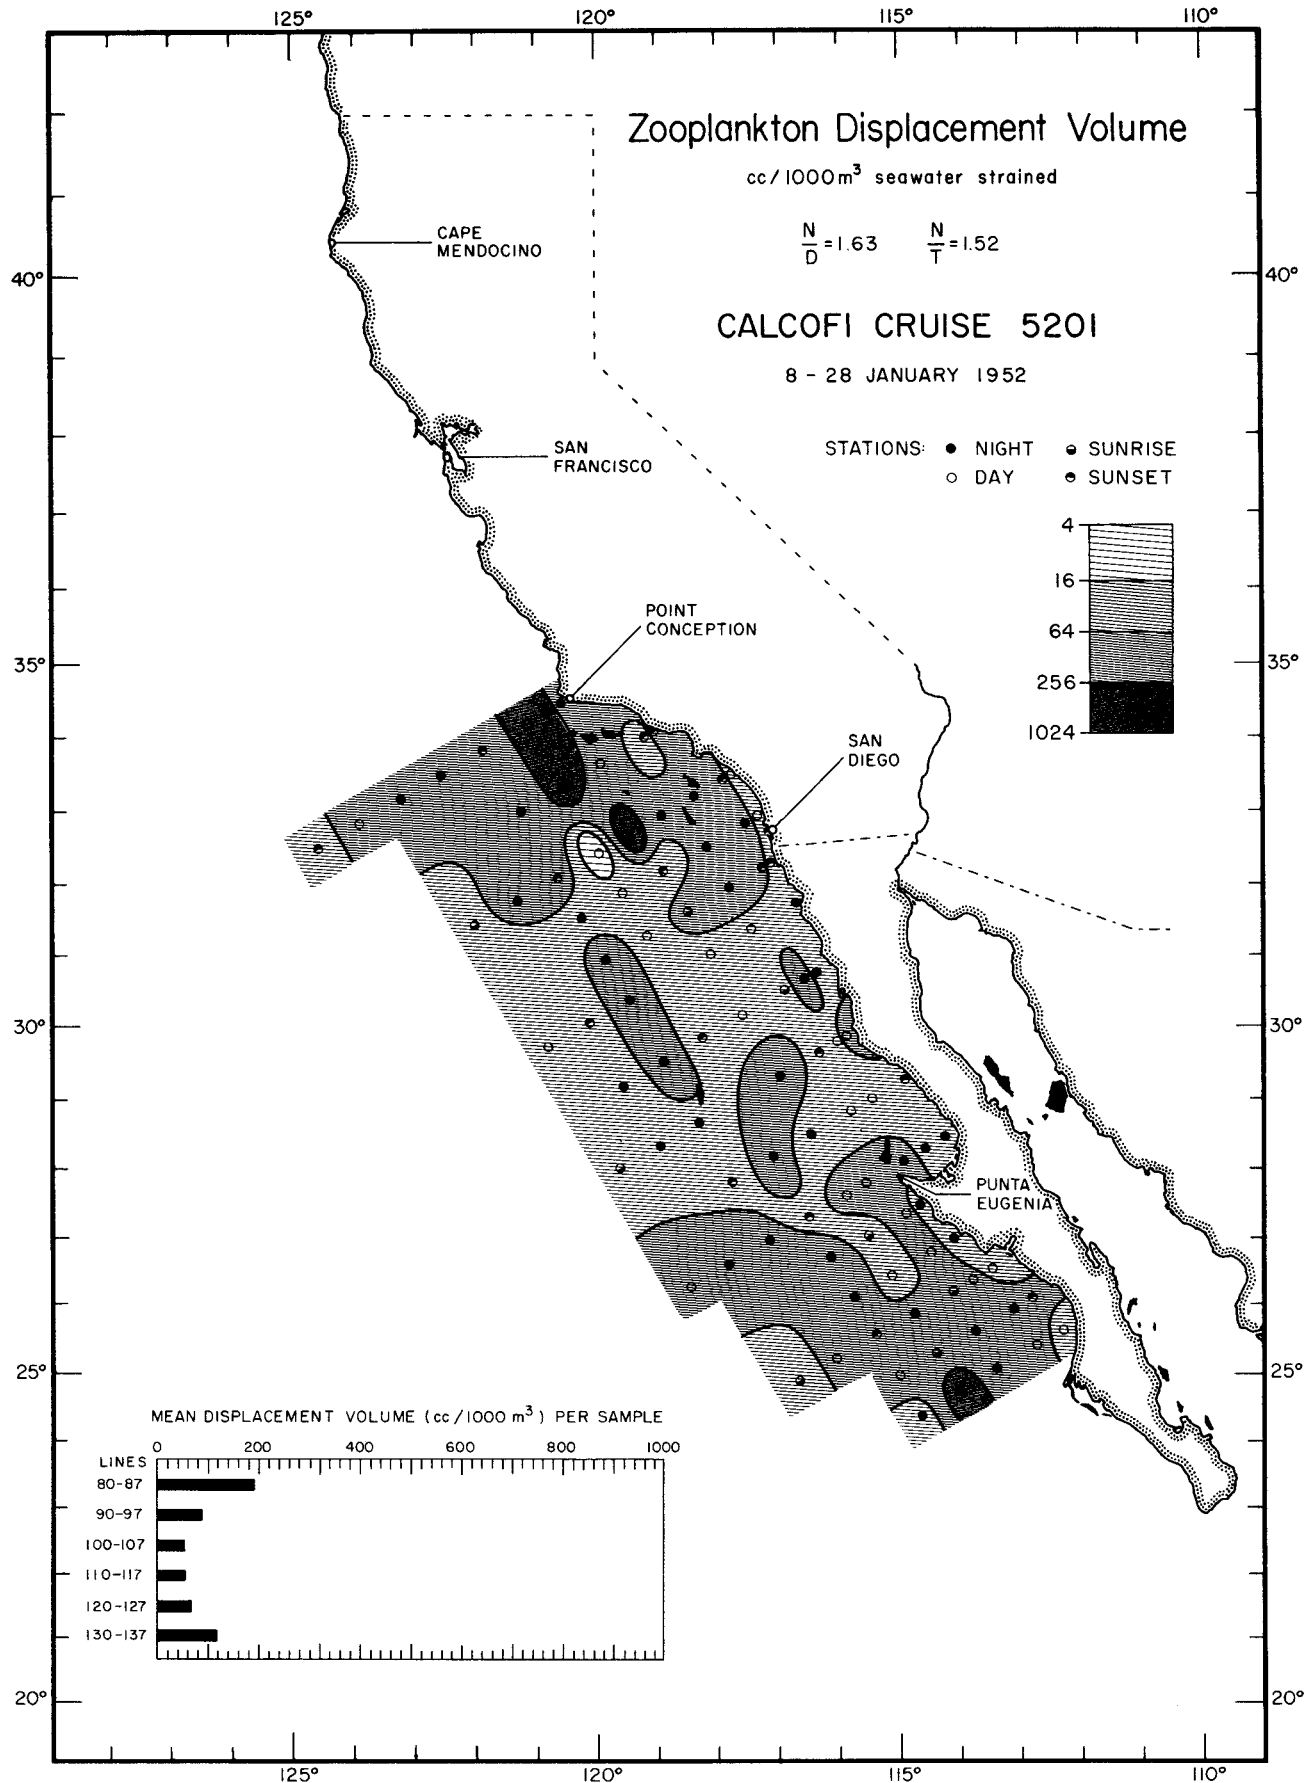 125° 120° 115° 110°
Zooplankton Displacement Volume
cc/1000m³ seawater strained
N/D =1.63 N/T =1.52
CAPE
MENDOCINO
40° 40°
CALCOFI CRUISE 5201
8 - 28 JANUARY 1952
STATIONS: ● NIGHT ◒ SUNRISE
○ DAY ◓ SUNSET
SAN
FRANCISCO
4
16
64
256
1024
POINT
CONCEPTION
35° 35°
SAN
DIEGO
30° 30°
PUNTA
EUGENIA
25° 25°
MEAN DISPLACEMENT VOLUME (cc/1000 m³) PER SAMPLE
0 200 400 600 800 1000
LINES
80-87
90-97
100-107
110-117
120-127
130-137
20° 20°
125° 120° 115° 110°